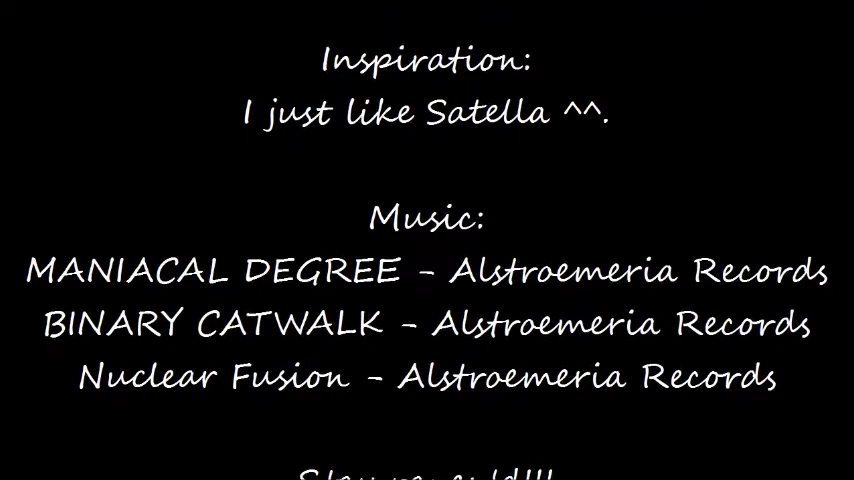 Inspiration:
I just like Satella ^^.
Music:
MANIACAL DEGREE - Alstroemeria Records
BINARY CATWALK - Alstroemeria Records
Nuclear Fusion - Alstroemeria Records